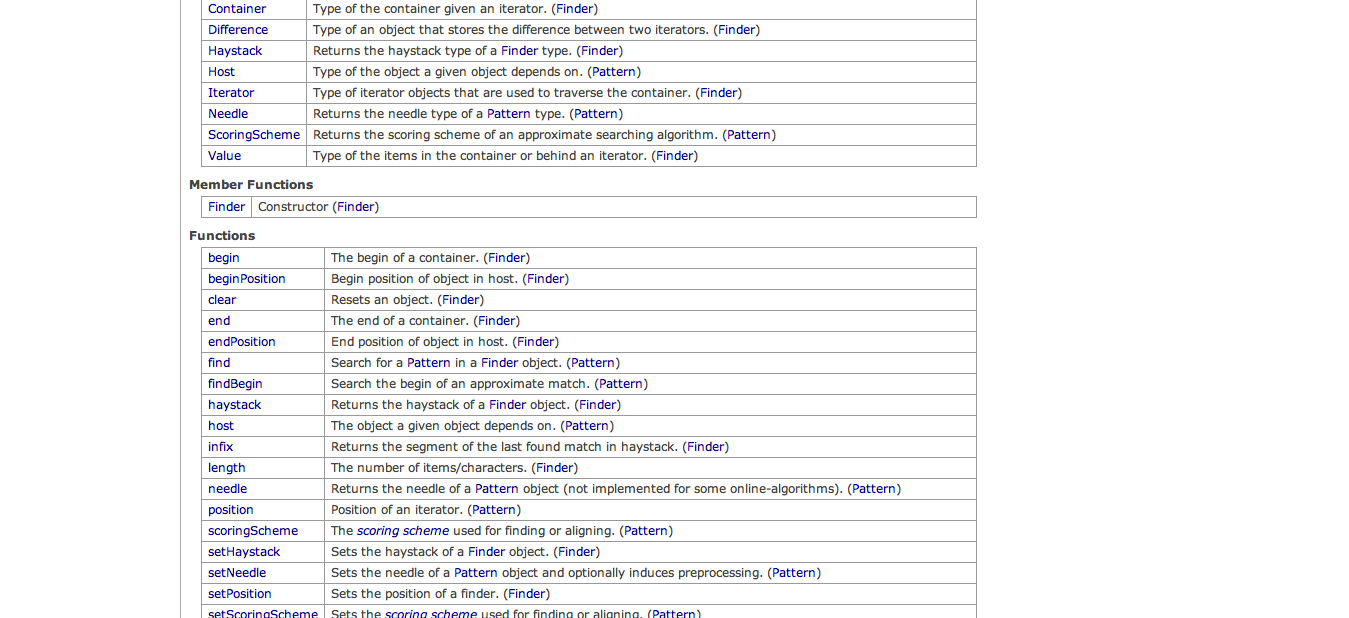 Container Type of the container given an iterator. (Finder)
Difference Type of an object that stores the difference between two iterators. (Finder)
Haystack Returns the haystack type of a Finder type. (Finder)
Host Type of the object a given object depends on. (Pattern)
Iterator Type of iterator objects that are used to traverse the container. (Finder)
Needle Returns the needle type of a Pattern type. (Pattern)
ScoringScheme Returns the scoring scheme of an approximate searching algorithm. (Pattern)
Value Type of the items in the container or behind an iterator. (Finder)
Member Functions
Finder Constructor (Finder)
Functions
begin The begin of a container. (Finder)
beginPosition Begin position of object in host. (Finder)
clear Resets an object. (Finder)
end The end of a container. (Finder)
endPosition End position of object in host. (Finder)
find Search for a Pattern in a Finder object. (Pattern)
findBegin Search the begin of an approximate match. (Pattern)
haystack Returns the haystack of a Finder object. (Finder)
host The object a given object depends on. (Pattern)
infix Returns the segment of the last found match in haystack. (Finder)
length The number of items/characters. (Finder)
needle Returns the needle of a Pattern object (not implemented for some online-algorithms). (Pattern)
position Position of an iterator. (Pattern)
scoringScheme The scoring scheme used for finding or aligning. (Pattern)
setHaystack Sets the haystack of a Finder object. (Finder)
setNeedle Sets the needle of a Pattern object and optionally induces preprocessing. (Pattern)
setPosition Sets the position of a finder. (Finder)
setScoringScheme Sets the scoring scheme used for finding or aligning. (Pattern)